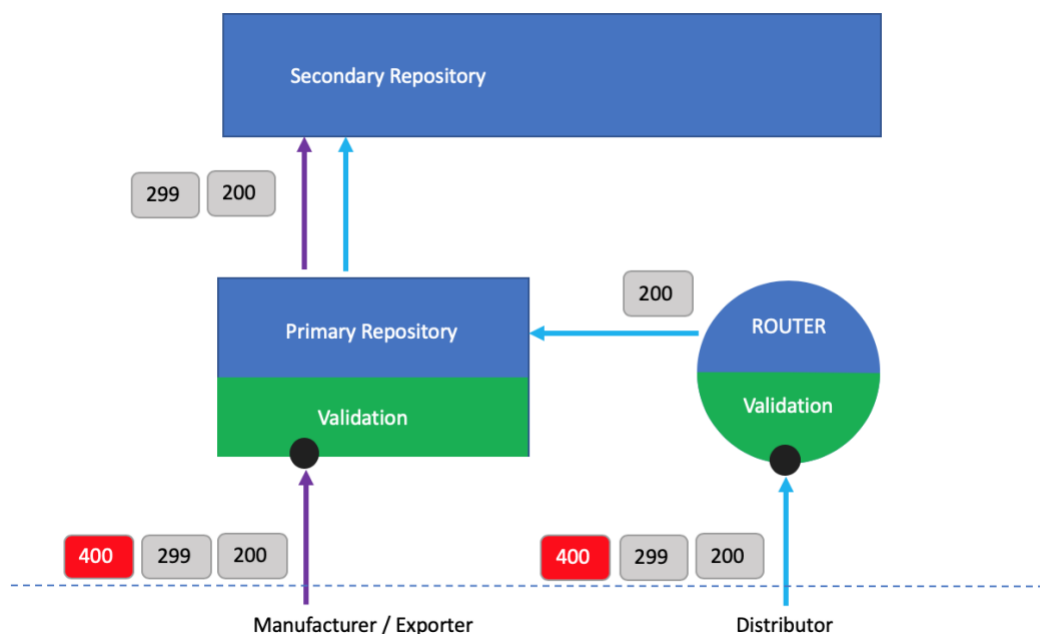 Secondary Repository
299 200
200
Primary Repository
ROUTER
Validation
Validation
400 299 200
400 299 200
Manufacturer / Exporter
Distributor